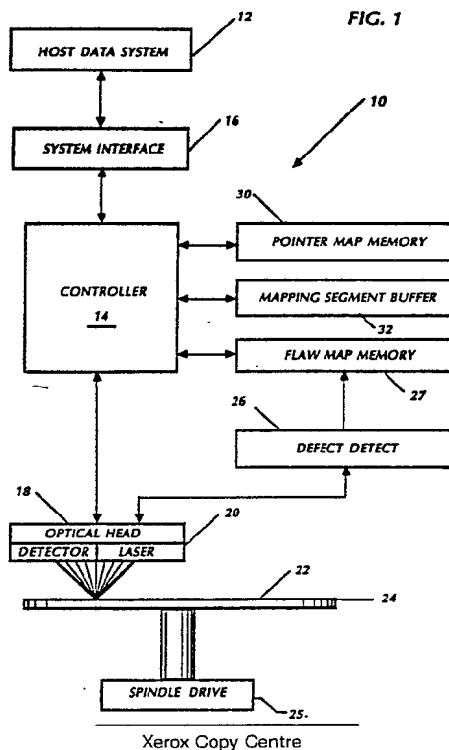 FIG. 1
12
HOST DATA SYSTEM
16
SYSTEM INTERFACE
10
30
POINTER MAP MEMORY
CONTROLLER
14
MAPPING SEGMENT BUFFER
32
FLAW MAP MEMORY
27
26
DEFECT DETECT
18
OPTICAL HEAD
20
DETECTOR LASER
22
24
SPINDLE DRIVE
25
Xerox Copy Centre